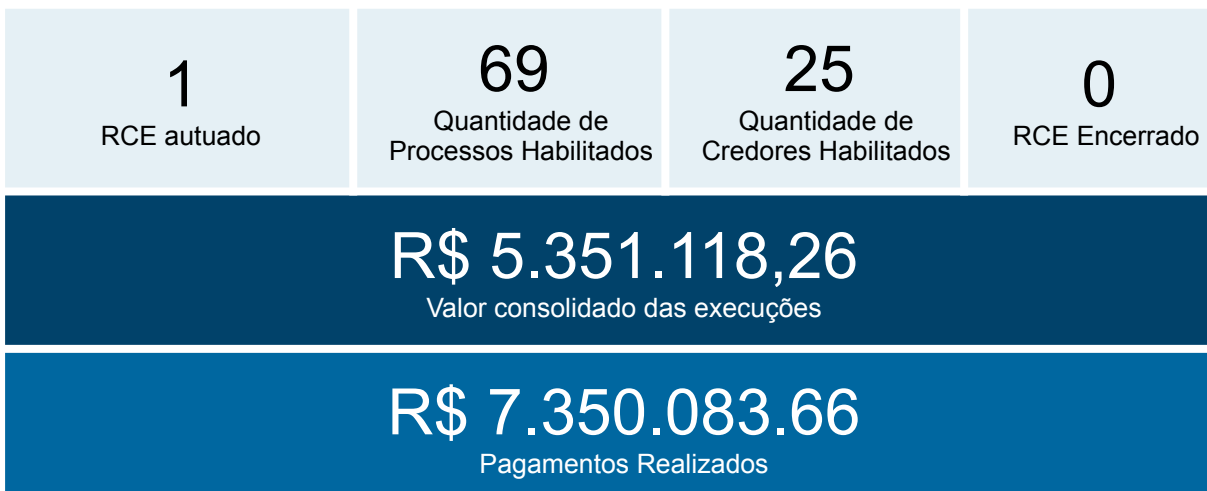 1
RCE autuado
69
Quantidade de
Processos Habilitados
25
Quantidade de
Credores Habilitados
0
RCE Encerrado
R$ 5.351.118,26
Valor consolidado das execuções
R$ 7.350.083.66
Pagamentos Realizados